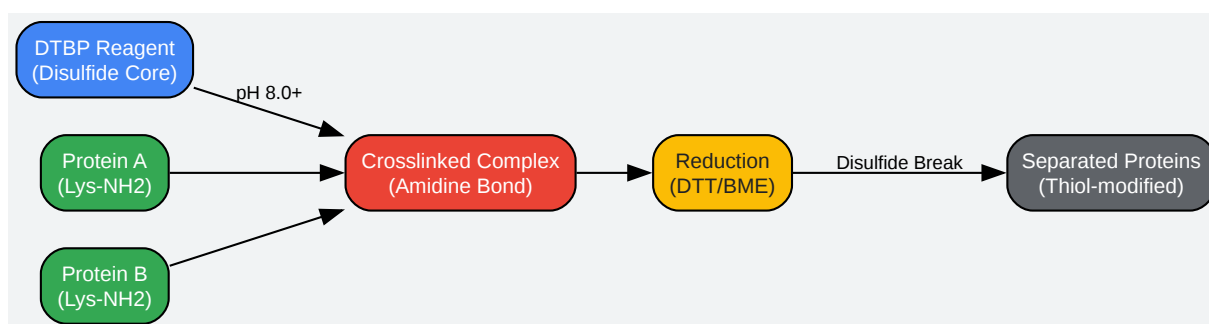 DTBP Reagent
(Disulfide Core)
pH 8.0+
Protein A
(Lys-NH2)
Protein B
(Lys-NH2)
Crosslinked Complex
(Amidine Bond)
Reduction
(DTT/BME)
Disulfide Break
Separated Proteins
(Thiol-modified)